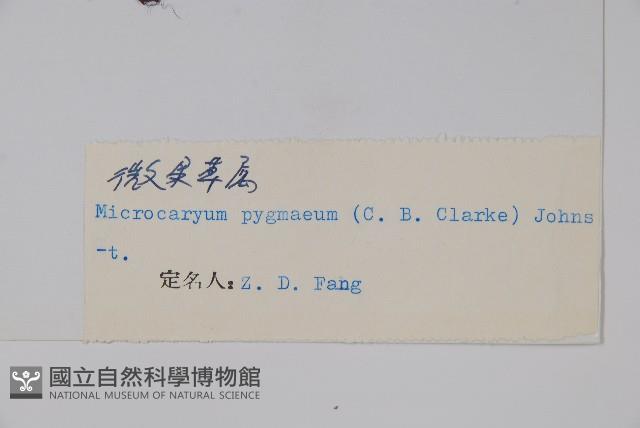 微果草属
Microcaryum pygmaeum (C. B. Clarke) Johns
-t.
定名人: Z. D. Fang
國立自然科學博物館
NATIONAL MUSEUM OF NATURAL SCIENCE